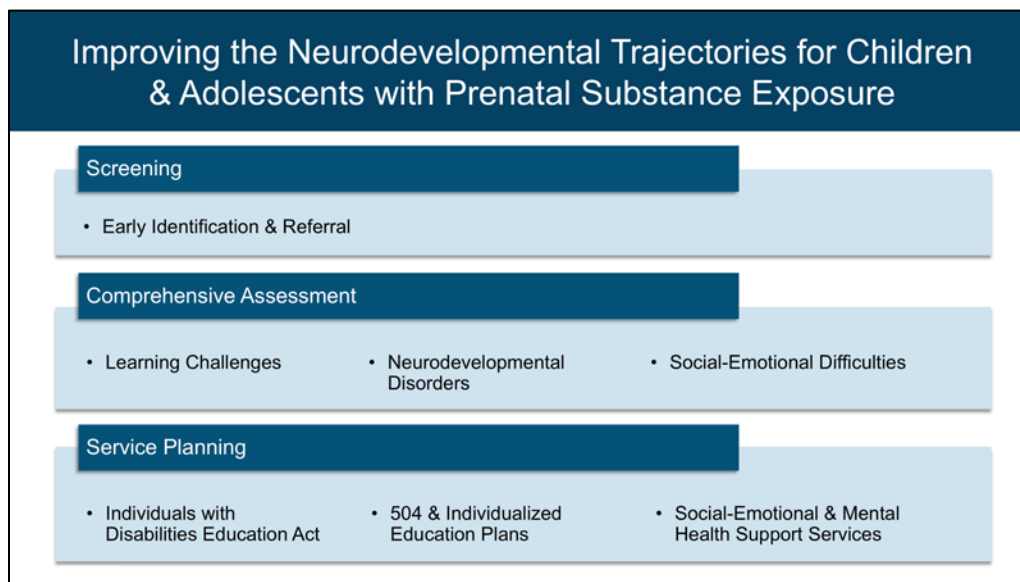 Improving the Neurodevelopmental Trajectories for Children
& Adolescents with Prenatal Substance Exposure
Screening
• Early Identification & Referral
Comprehensive Assessment
• Learning Challenges
• Neurodevelopmental
Disorders
• Social-Emotional Difficulties
Service Planning
• Individuals with
Disabilities Education Act
• 504 & Individualized
Education Plans
• Social-Emotional & Mental
Health Support Services